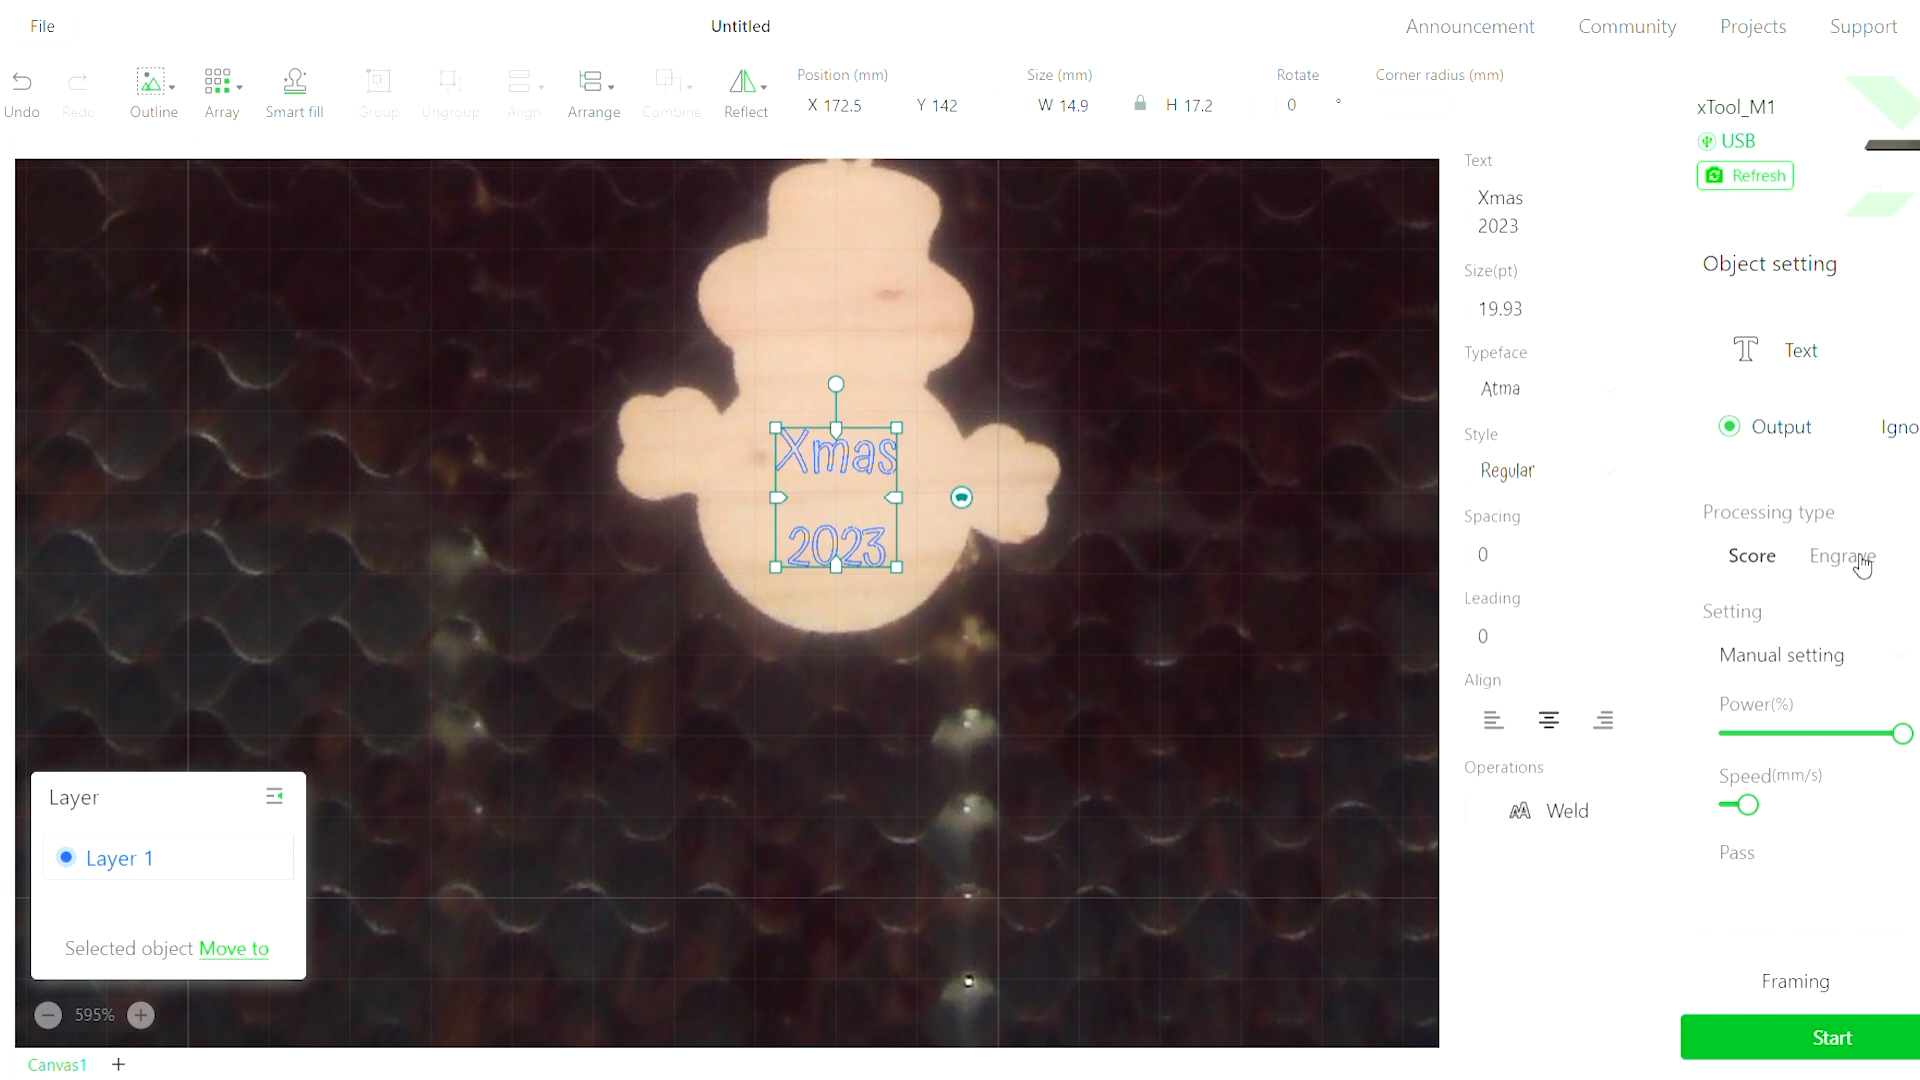 File
Untitled
Announcement Community Projects Support
Undo
Redo
Outline
Array
Smart fill
Group
Ungroup
Align
Arrange
Combine
Reflect
Position (mm)
X 172.5 Y 142
Size (mm)
W 14.9 H 17.2
Rotate
0 °
Corner radius (mm)
xTool_M1
USB
Refresh
Xmas
2023
Text
Xmas
2023
Size(pt)
19.93
Typeface
Atma
Style
Regular
Spacing
0
Leading
0
Align
Operations
AA Weld
Object setting
Text
Output Igno
Processing type
Score Engrave
Setting
Manual setting
Power(%)
Speed(mm/s)
Pass
Framing
Start
Layer
Layer 1
Selected object Move to
595%
Canvas1 +